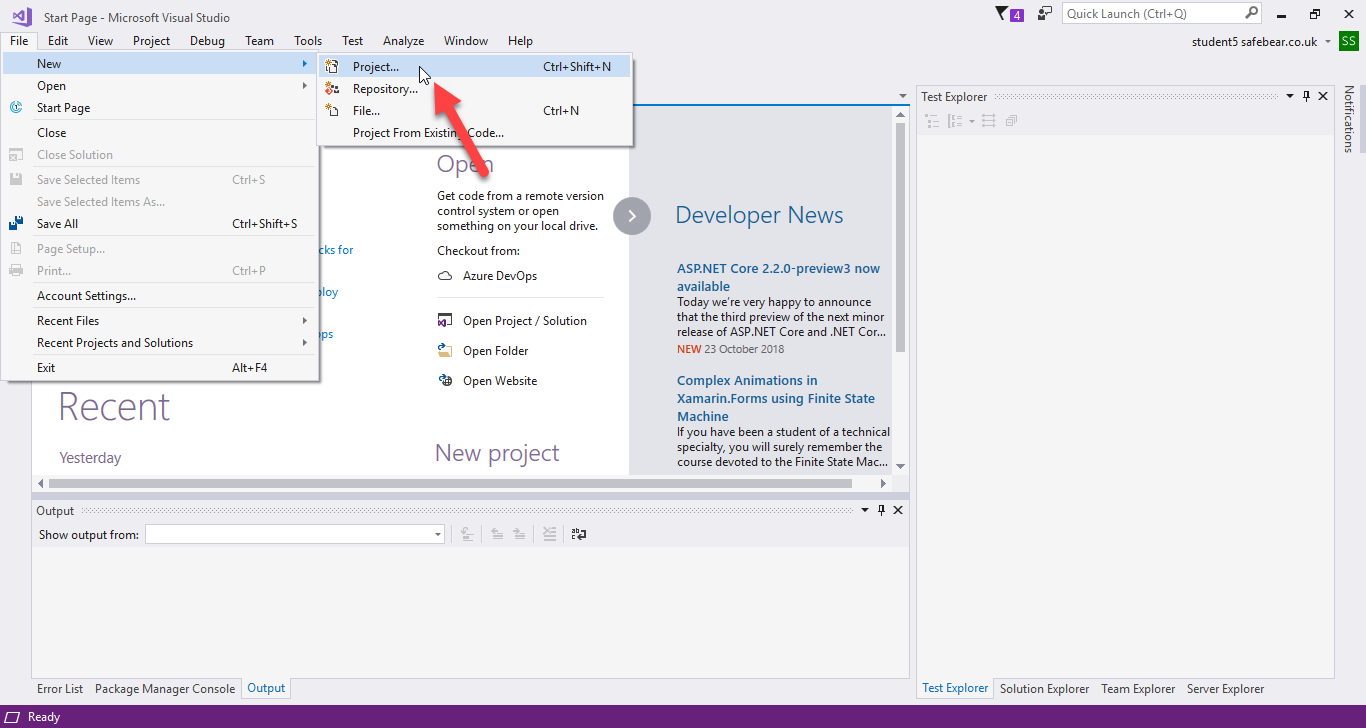 Start Page - Microsoft Visual Studio
4
Quick Launch (Ctrl+Q)
File Edit View Project Debug Team Tools Test Analyze Window Help
student5 safebear.co.uk SS
New
Open
Start Page
Close
Close Solution
Save Selected Items Ctrl+S
Save Selected Items As...
Save All Ctrl+Shift+S
Page Setup...
Print... Ctrl+P
Account Settings...
Recent Files
Recent Projects and Solutions
Exit Alt+F4
Project... Ctrl+Shift+N
Repository...
File... Ctrl+N
Project From Existing Code...
cks for
loy
ps
Recent
Yesterday
Open
Get code from a remote version
control system or open
something on your local drive.
Checkout from:
Azure DevOps
Open Project / Solution
Open Folder
Open Website
New project
Developer News
ASP.NET Core 2.2.0-preview3 now
available
Today we're very happy to announce
that the third preview of the next minor
release of ASP.NET Core and .NET Cor...
NEW 23 October 2018
Complex Animations in
Xamarin.Forms using Finite State
Machine
If you have been a student of a technical
specialty, you will surely remember the
course devoted to the Finite State Mac...
Test Explorer
Notifications
Output
Show output from:
Error List Package Manager Console Output
Test Explorer Solution Explorer Team Explorer Server Explorer
Ready